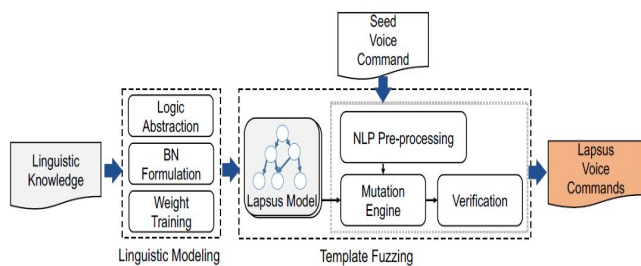 Seed
Voice
Command
Linguistic
Knowledge
Logic
Abstraction
BN
Formulation
Weight
Training
Linguistic Modeling
Lapsus Model
NLP Pre-processing
Mutation
Engine
Verification
Template Fuzzing
Lapsus
Voice
Commands